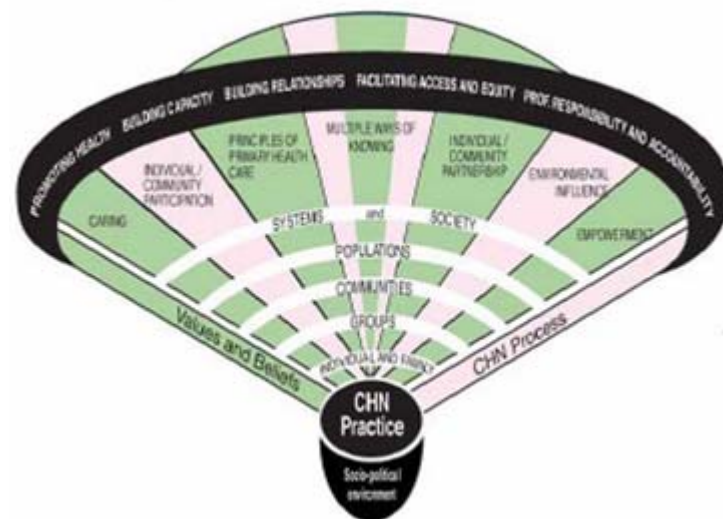 PROMOTING HEALTH BUILDING CAPACITY BUILDING RELATIONSHIPS FACILITATING ACCESS AND EQUITY PROF. RESPONSIBILITY AND ACCOUNTABILITY
CARING
INDIVIDUAL /
COMMUNITY
PARTICIPATION
PRINCIPLES OF
PRIMARY HEALTH
CARE
MULTIPLE WAYS OF
KNOWING
INDIVIDUAL /
COMMUNITY
PARTNERSHIP
ENVIRONMENTAL
INFLUENCE
EMPOWERMENT
SYSTEMS and SOCIETY
POPULATIONS
COMMUNITIES
GROUPS
INDIVIDUAL AND FAMILY
Values and Beliefs
CHN Process
CHN
Practice
Socio-political
environment